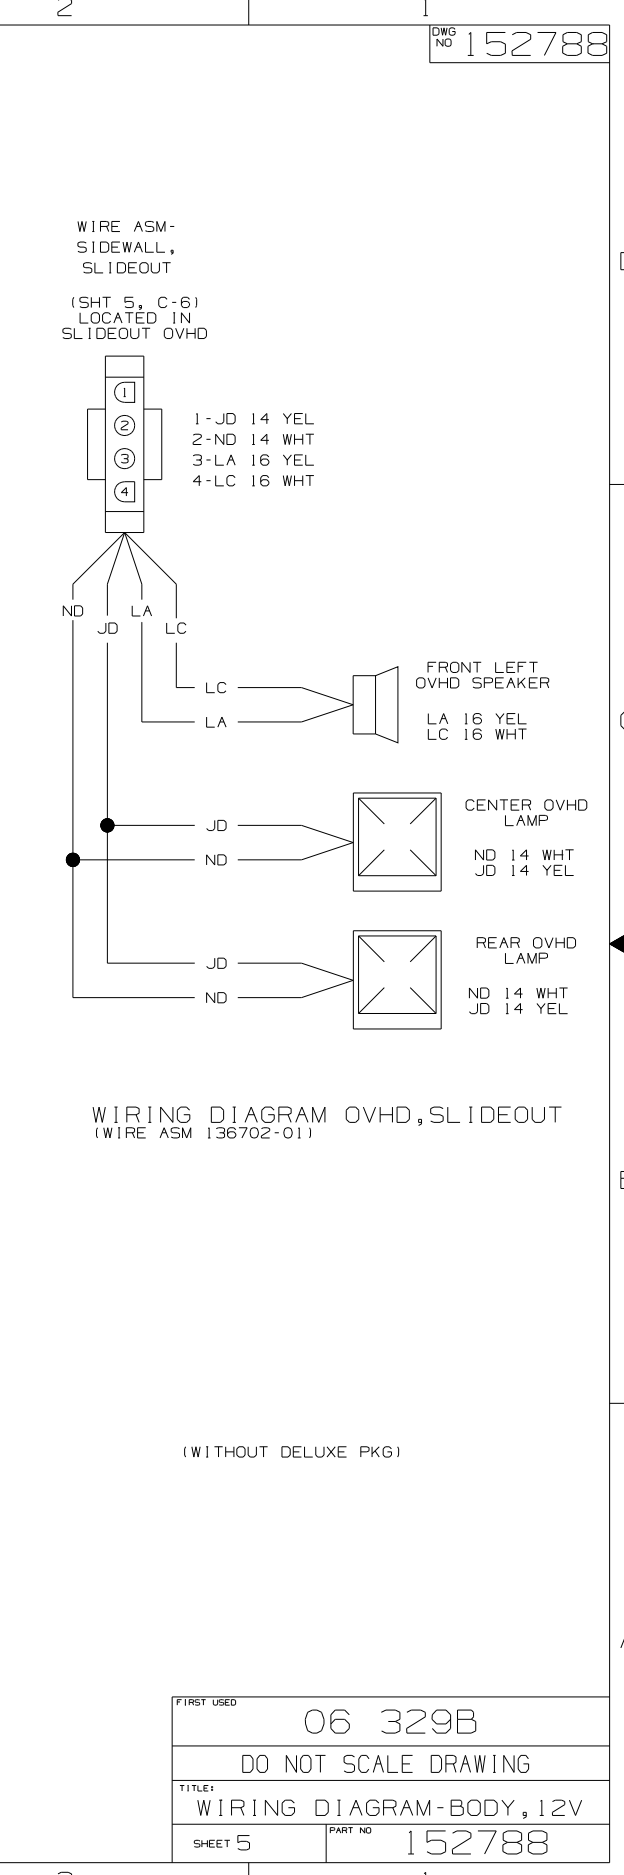 2 1
DWG NO 152788
WIRE ASM-
SIDEWALL,
SLIDEOUT
(SHT 5, C-6)
LOCATED IN
SLIDEOUT OVHD
1
2
3
4
1-JD 14 YEL
2-ND 14 WHT
3-LA 16 YEL
4-LC 16 WHT
ND
JD
LA
LC
LC
LA
FRONT LEFT
OVHD SPEAKER
LA 16 YEL
LC 16 WHT
JD
ND
CENTER OVHD
LAMP
ND 14 WHT
JD 14 YEL
JD
ND
REAR OVHD
LAMP
ND 14 WHT
JD 14 YEL
WIRING DIAGRAM OVHD,SLIDEOUT
(WIRE ASM 136702-01)
(WITHOUT DELUXE PKG)
FIRST USED
06 329B
DO NOT SCALE DRAWING
TITLE:
WIRING DIAGRAM-BODY,12V
SHEET 5
PART NO 152788